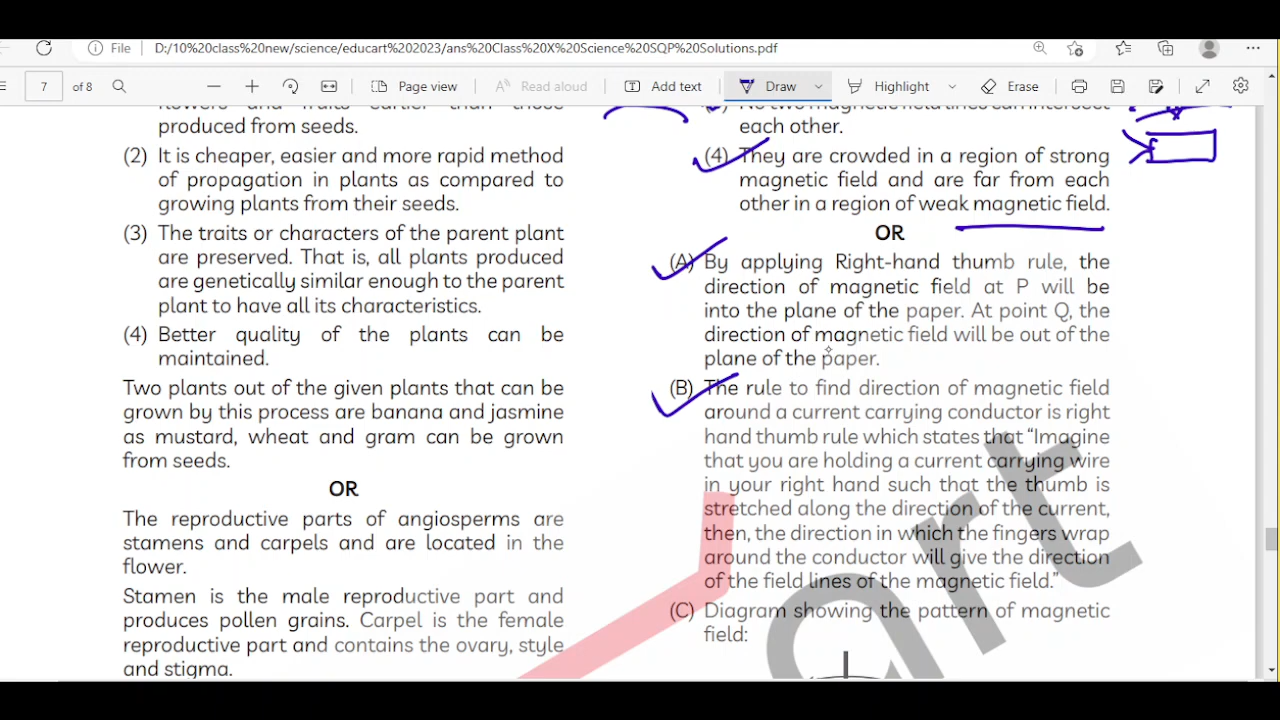 File
D:/10%20class%20new/science/educart%202023/ans%20Class%20X%20Science%20SQP%20Solutions.pdf
7 of 8
Page view
Read aloud
Add text
Draw
Highlight
Erase
flowers and fruits earlier than those
produced from seeds.
(2) It is cheaper, easier and more rapid method
of propagation in plants as compared to
growing plants from their seeds.
(3) The traits or characters of the parent plant
are preserved. That is, all plants produced
are genetically similar enough to the parent
plant to have all its characteristics.
(4) Better quality of the plants can be
maintained.
Two plants out of the given plants that can be
grown by this process are banana and jasmine
as mustard, wheat and gram can be grown
from seeds.
OR
The reproductive parts of angiosperms are
stamens and carpels and are located in the
flower.
Stamen is the male reproductive part and
produces pollen grains. Carpel is the female
reproductive part and contains the ovary, style
and stigma.
No two magnetic field lines can intersect
each other.
(4) They are crowded in a region of strong
magnetic field and are far from each
other in a region of weak magnetic field.
OR
(A) By applying Right-hand thumb rule, the
direction of magnetic field at P will be
into the plane of the paper. At point Q, the
direction of magnetic field will be out of the
plane of the paper.
(B) The rule to find direction of magnetic field
around a current carrying conductor is right
hand thumb rule which states that “Imagine
that you are holding a current carrying wire
in your right hand such that the thumb is
stretched along the direction of the current,
then, the direction in which the fingers wrap
around the conductor will give the direction
of the field lines of the magnetic field.”
(C) Diagram showing the pattern of magnetic
field:
art